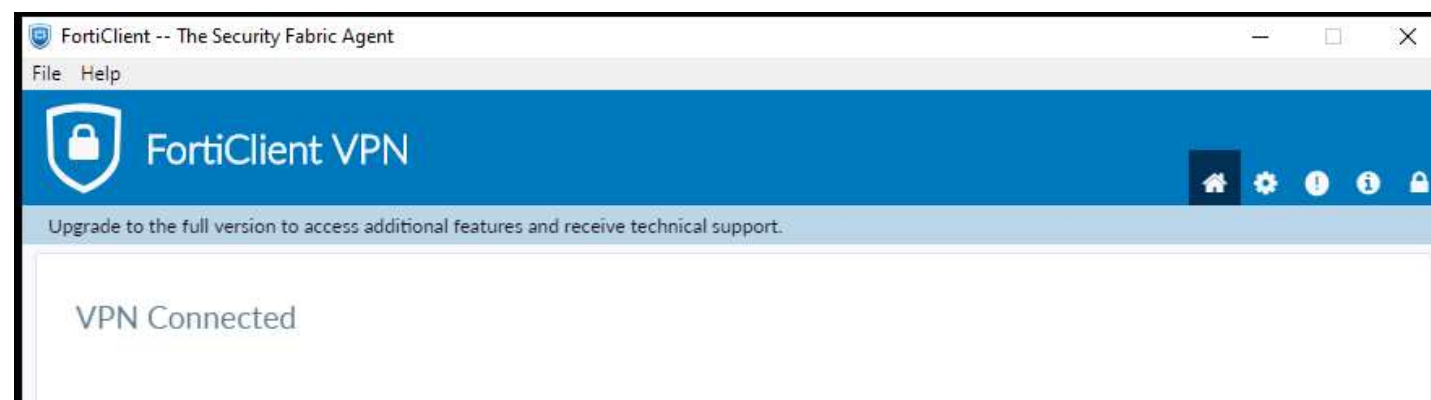 FortiClient -- The Security Fabric Agent
File Help
FortiClient VPN
Upgrade to the full version to access additional features and receive technical support.
VPN Connected